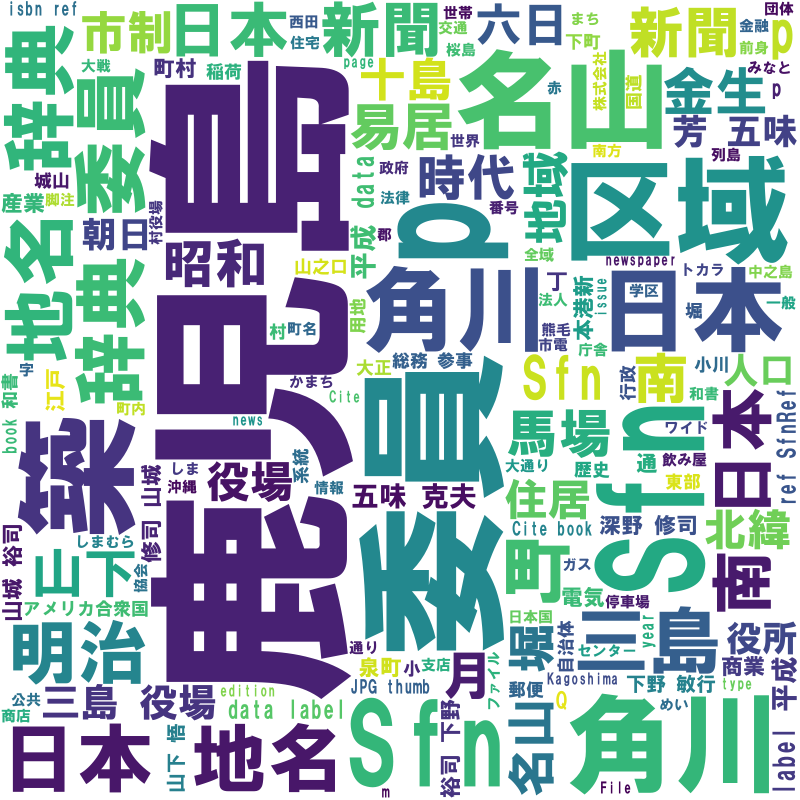 isbn ref
市制
日本
新聞
西田
住宅
世帯
交通
桜島
六日
まち
下町
新聞
団体
金融
前身
p
辞典
大戦
委員
町村
稲荷
page
十島
名山
赤
株式会社
国道
みなと
金生
p
鹿児島
易居
世界
芳 五味
城山
産業
脚注
data
政府
時代
地域
南方
列島
区域
法律
番号
朝日
村役場
昭和
平成
郡
p
全域
newspaper
地名
辞典
山之口
角川
丁
法人
本港新
issue
トカラ
学区
中之島
日本
堀
一般
村
町名
用地
熊毛
市電
庁舎
字
book 和書
江戸
町内
かまち
大正
総務 参事
Cite
委員
Sfn
行政
南
小川
人口
和書
news
築
馬場
Sfn
ワイド
日本
ref SfnRef
大通り
歴史
通
飲み屋
東部
しま
沖縄
役場
系統
情報
五味 克夫
住居
Cite book
深野 修司
北緯
修司 山城
山城 裕司
しまむら
山下
協会
アメリカ合衆国
町
ガス
電気
停車場
南
明治
通り
日本国
堀
自治体
川
センター
島
year
役所
商業
泉町
小
支店
月
ファイル
JPG thumb
Kagoshima
郵便
下野 敏行
type
label 平成
公共
商店
三島 役場
edition
data label
Q
めい
日本
地名
山下 悟
Sfn
m
裕司 下野
名山
角川
File